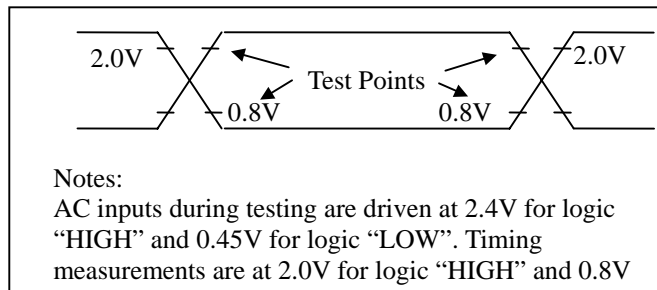 2.0V 2.0V
Test Points
0.8V 0.8V
Notes:
AC inputs during testing are driven at 2.4V for logic
“HIGH” and 0.45V for logic “LOW”. Timing
measurements are at 2.0V for logic “HIGH” and 0.8V